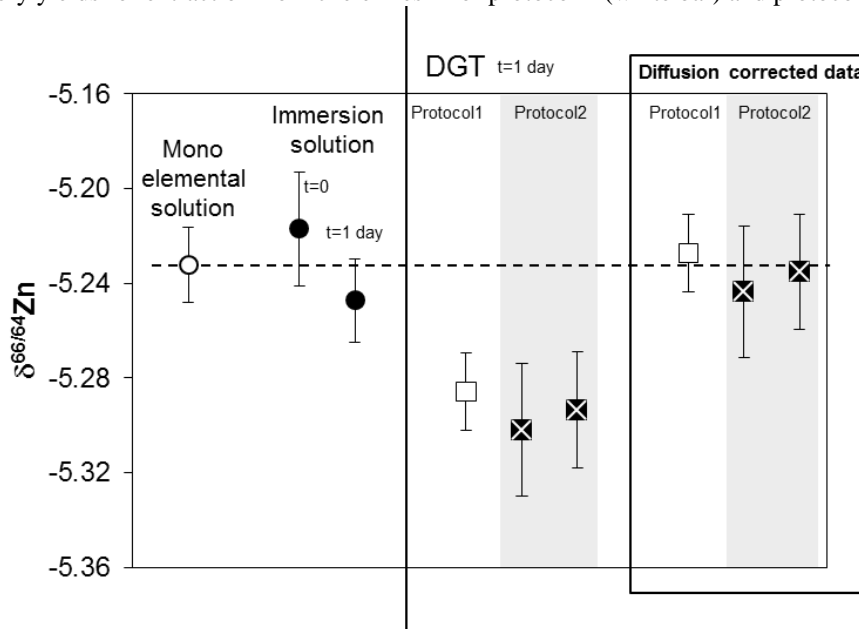 DGT t=1 day
Diffusion corrected data
-5.16
-5.20
-5.24
-5.28
-5.32
-5.36
δ66/64Zn
Mono
elemental
solution
Immersion
solution
t=0
t=1 day
Protocol1
Protocol2
Protocol1
Protocol2